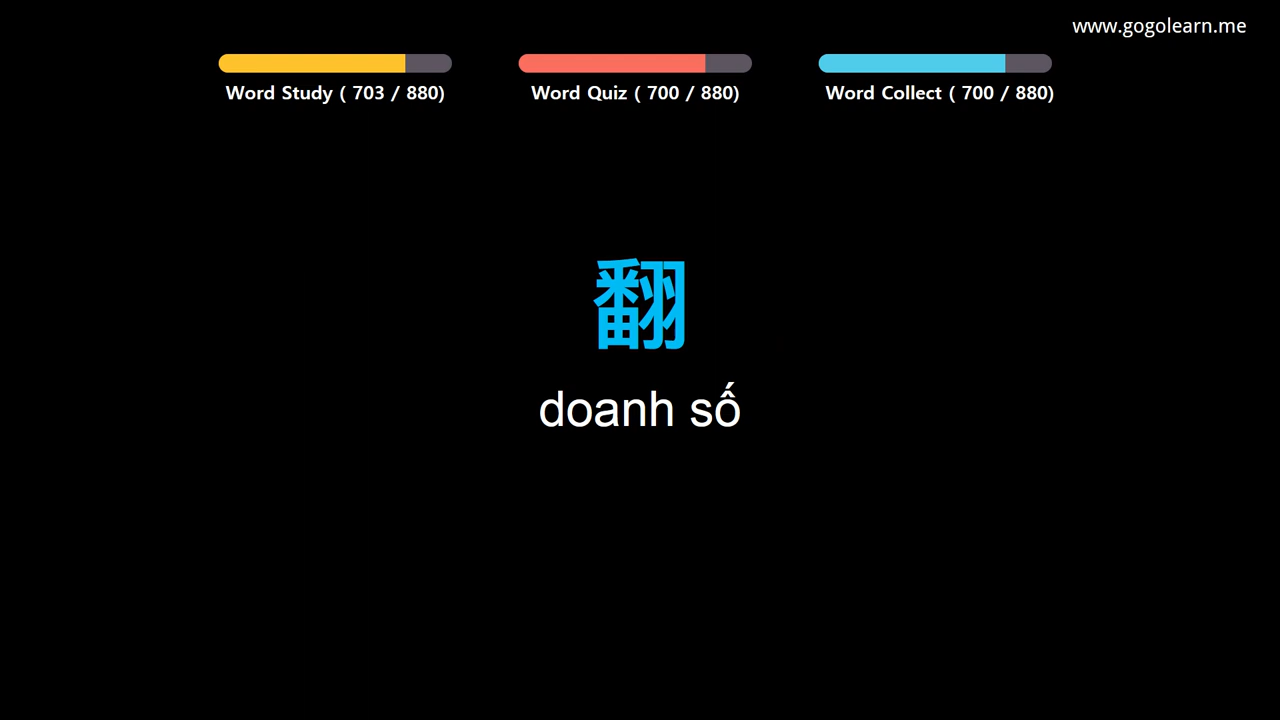 www.gogolearn.me
Word Study ( 703 / 880)
Word Quiz ( 700 / 880)
Word Collect ( 700 / 880)
翻
doanh số